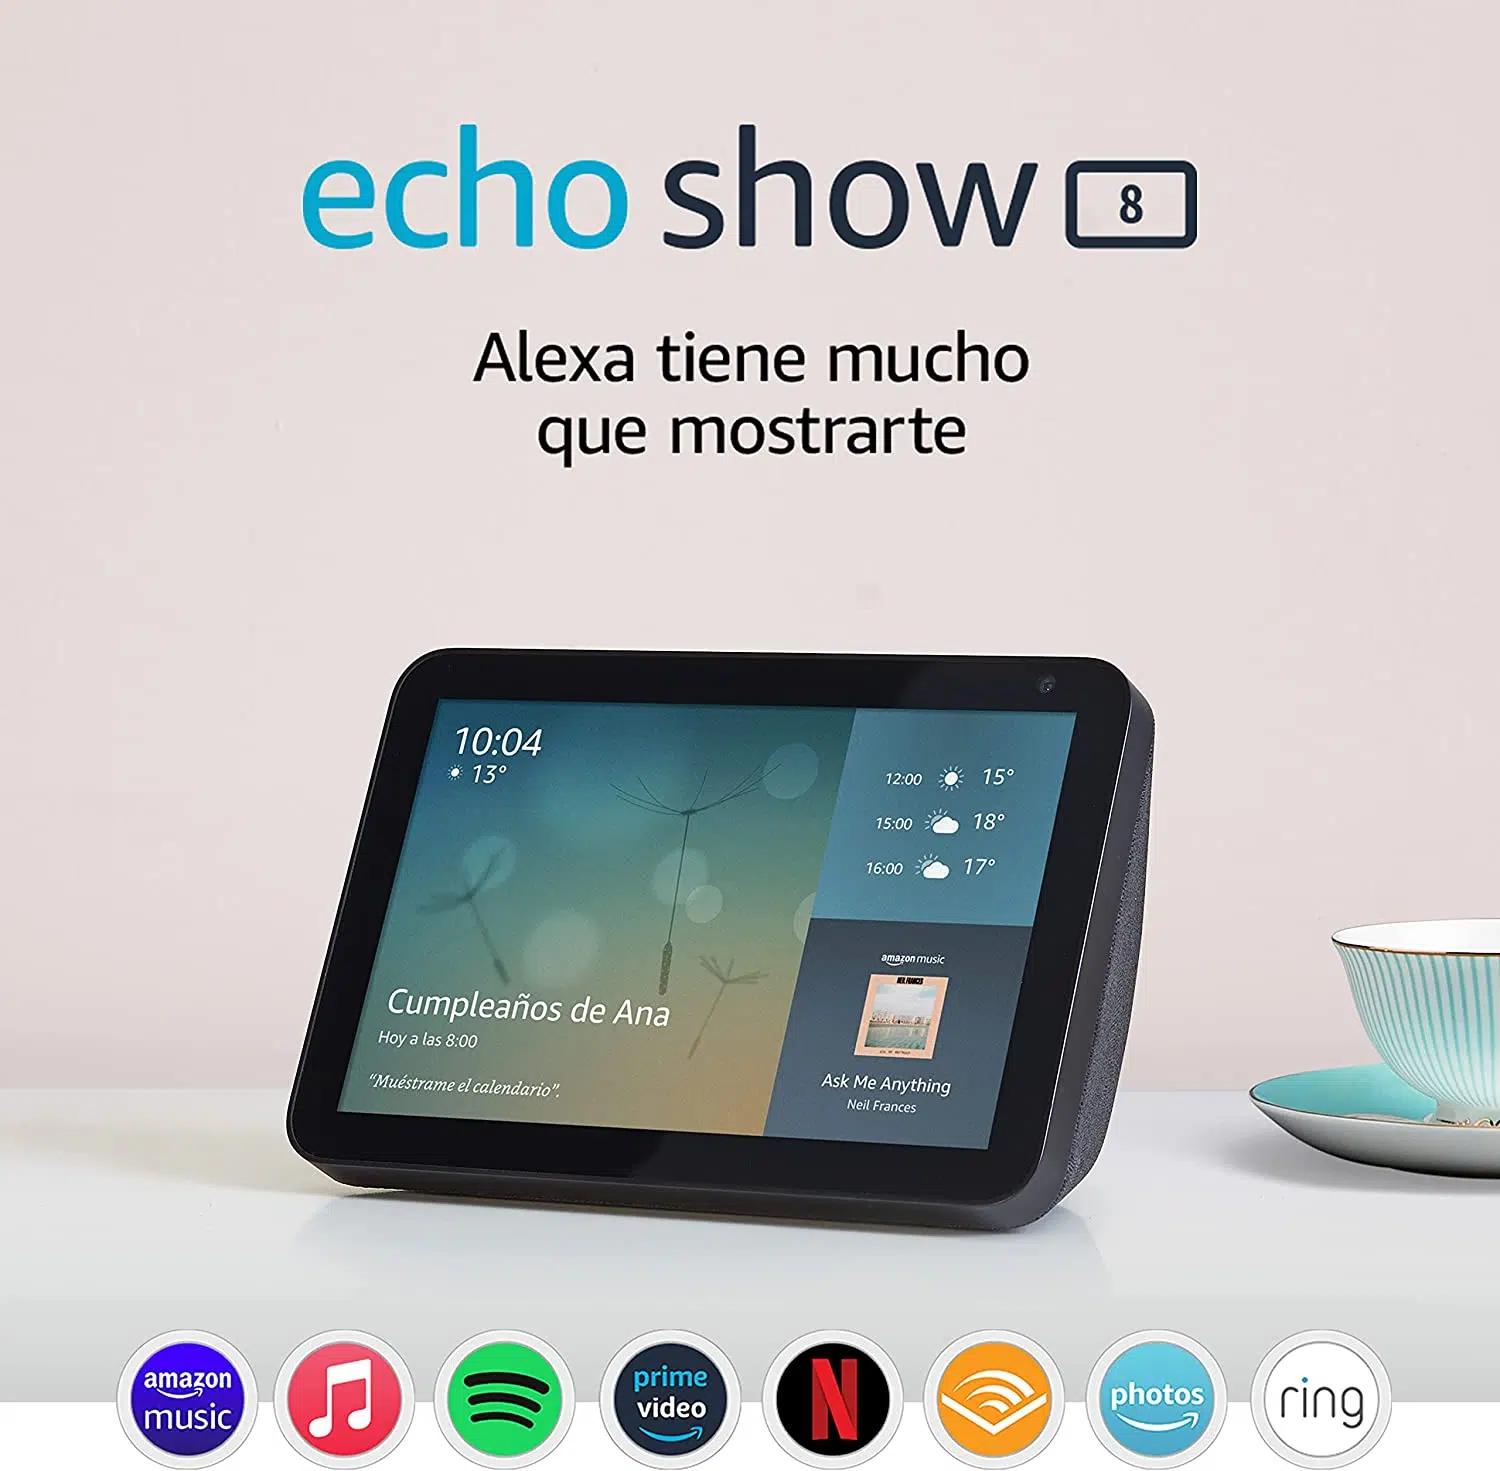 echo show 8
Alexa tiene mucho
que mostrarte
10:04
13°
12:00 15°
15:00 18°
16:00 17°
Cumpleaños de Ana
Hoy a las 8:00
“Muéstrame el calendario”.
amazon music
NEIL FRANCES
Ask Me Anything
Neil Frances
amazon
music
prime
video
N
photos
ring